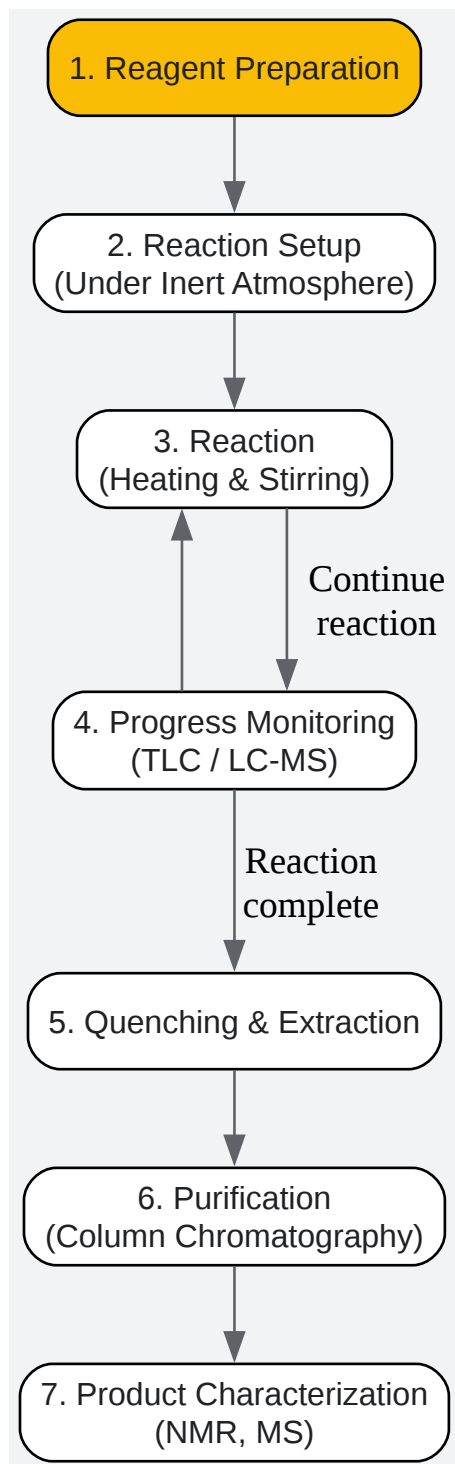 1. Reagent Preparation
2. Reaction Setup
(Under Inert Atmosphere)
3. Reaction
(Heating & Stirring)
Continue
reaction
4. Progress Monitoring
(TLC / LC-MS)
Reaction
complete
5. Quenching & Extraction
6. Purification
(Column Chromatography)
7. Product Characterization
(NMR, MS)